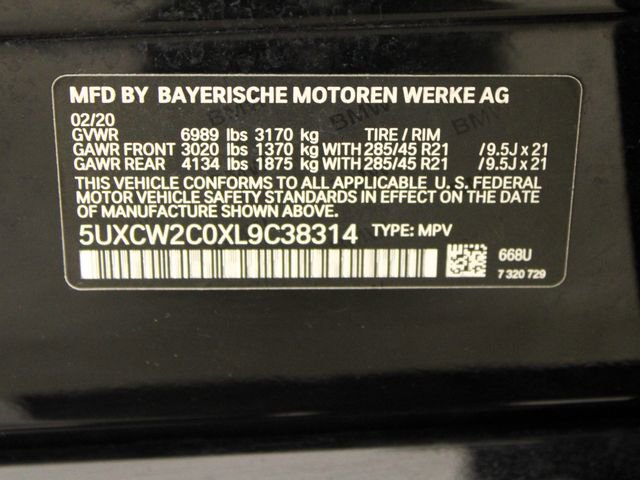 MFD BY BAYERISCHE MOTOREN WERKE AG
02/20
GVWR 6989 lbs 3170 kg TIRE / RIM
GAWR FRONT 3020 lbs 1370 kg WITH 285/45 R21 /9.5J x 21
GAWR REAR 4134 lbs 1875 kg WITH 285/45 R21 /9.5J x 21
THIS VEHICLE CONFORMS TO ALL APPLICABLE U. S. FEDERAL
MOTOR VEHICLE SAFETY STANDARDS IN EFFECT ON THE DATE
OF MANUFACTURE SHOWN ABOVE.
5UXCW2C0XL9C38314 TYPE: MPV
668U
7 320 729
BMW